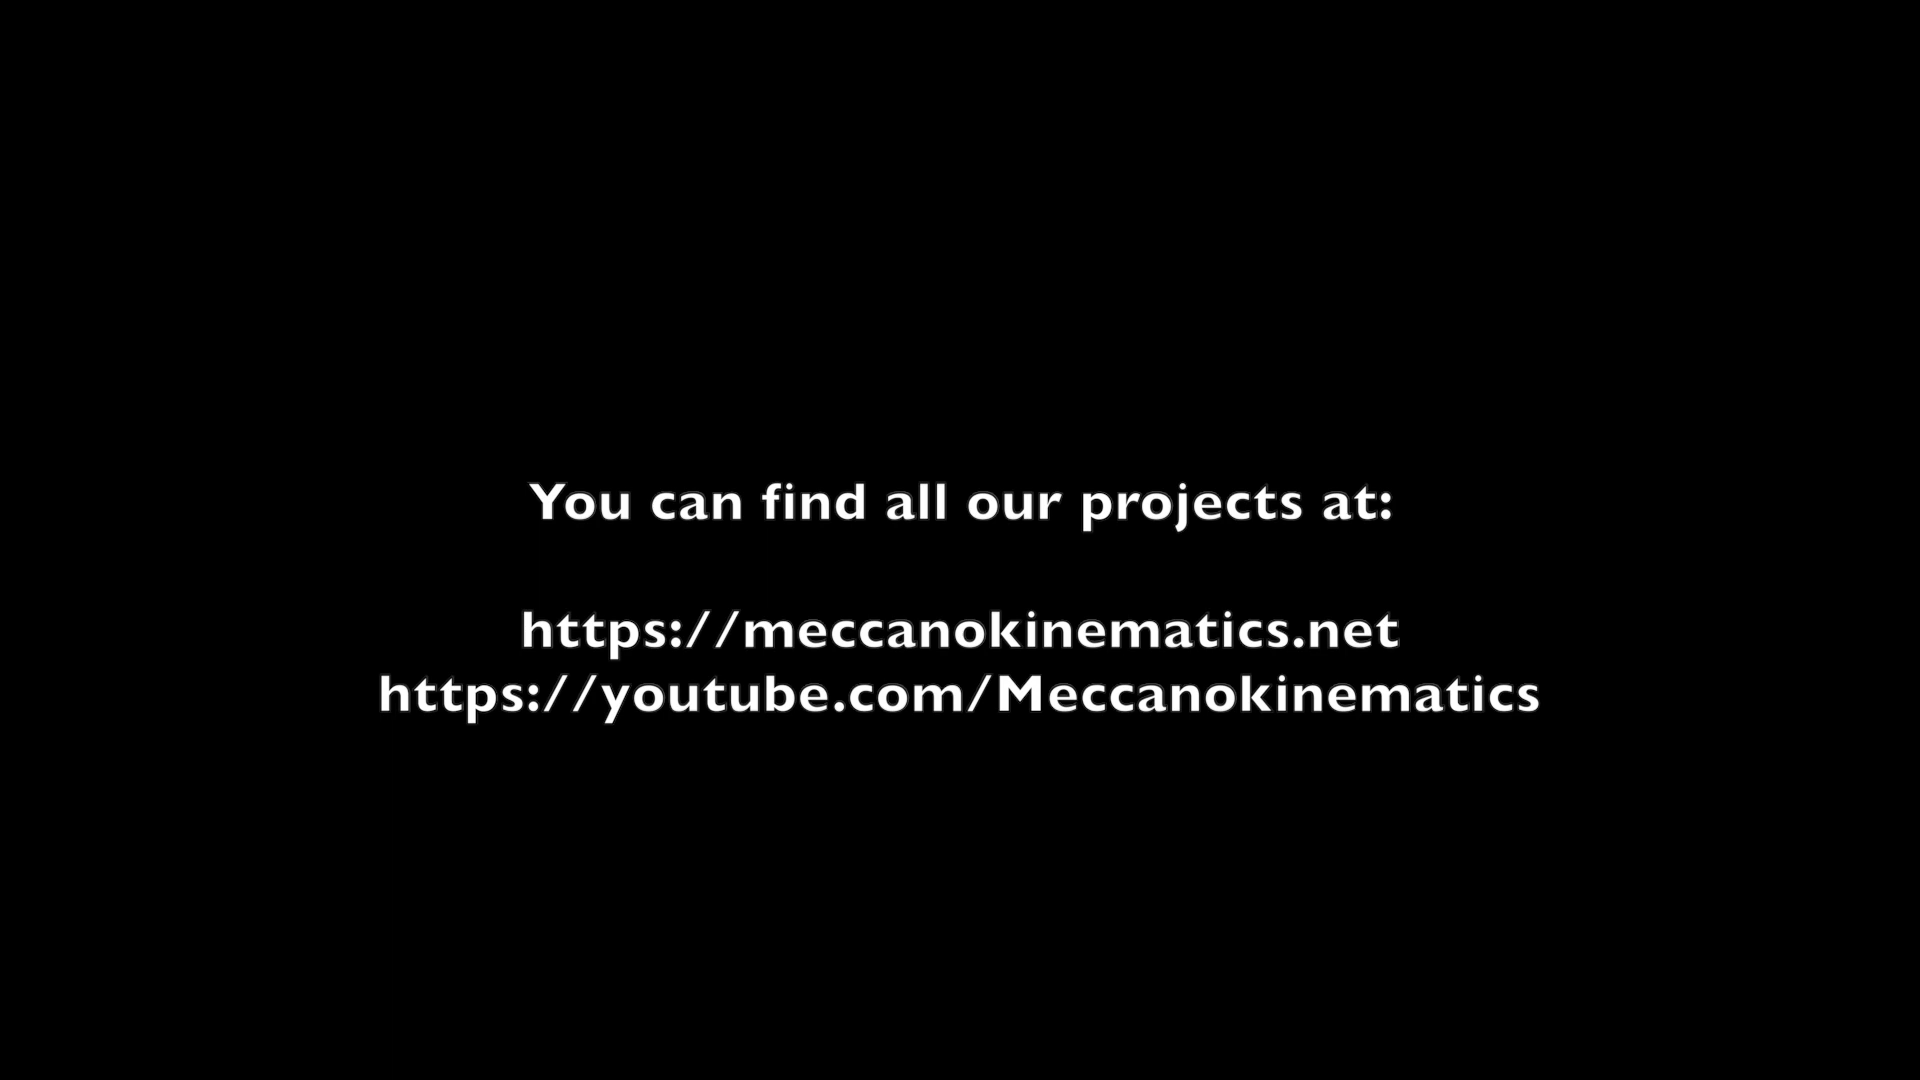 You can find all our projects at:
https://meccanokinematics.net
https://youtube.com/Meccanokinematics